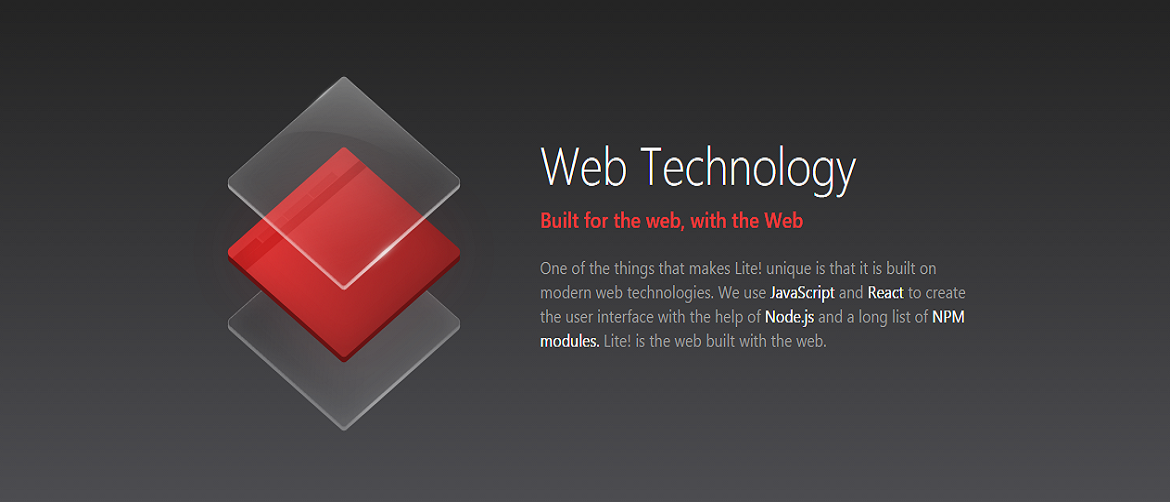 Web Technology
Built for the web, with the Web
One of the things that makes Lite! unique is that it is built on
modern web technologies. We use JavaScript and React to create
the user interface with the help of Node.js and a long list of NPM
modules. Lite! is the web built with the web.